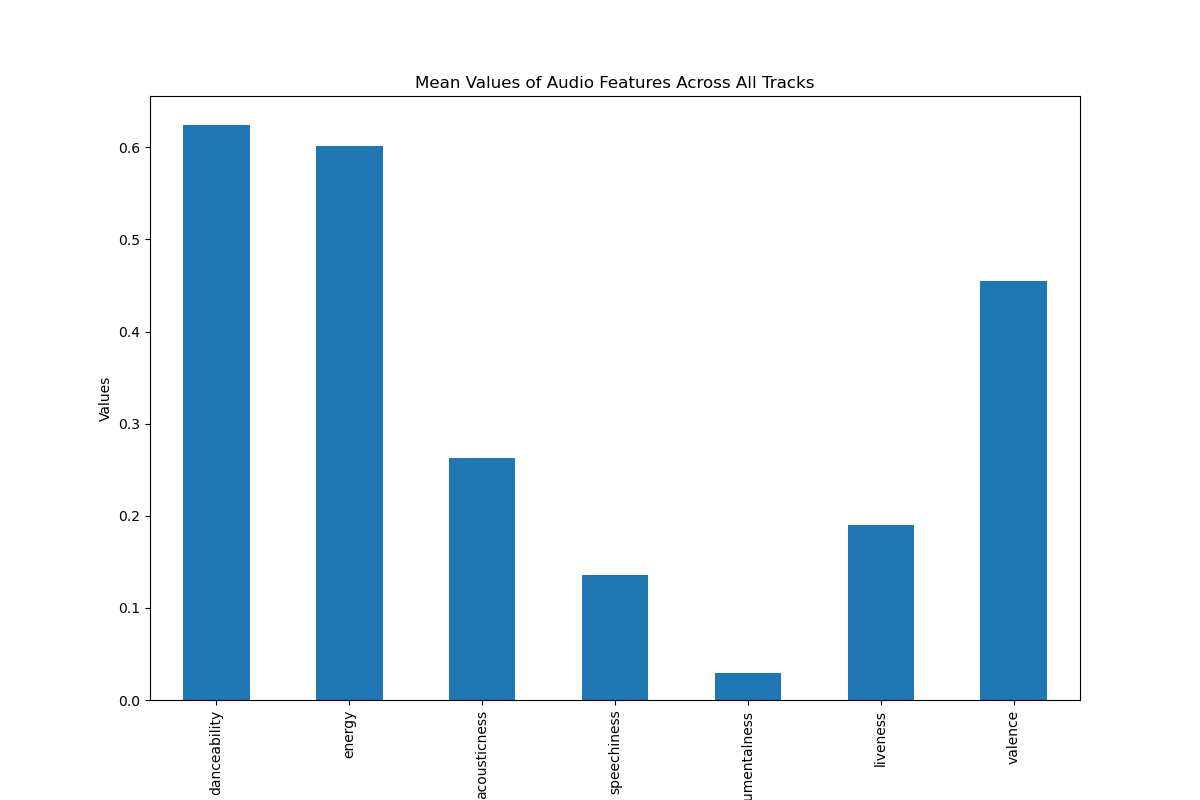 Mean Values of Audio Features Across All Tracks
Values
0.6
0.5
0.4
0.3
0.2
0.1
0.0
danceability
energy
acousticness
speechiness
umentalness
liveness
valence